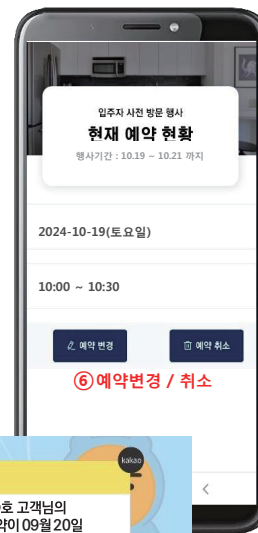 입주자 사전 방문 행사
현재 예약 현황
행사기간 : 10.19 ~ 10.21 까지
2024-10-19(토요일)
10:00 ~ 10:30
예약 변경
예약 취소
⑥예약변경 / 취소
kakao
호 고객님의
약이 09월 20일